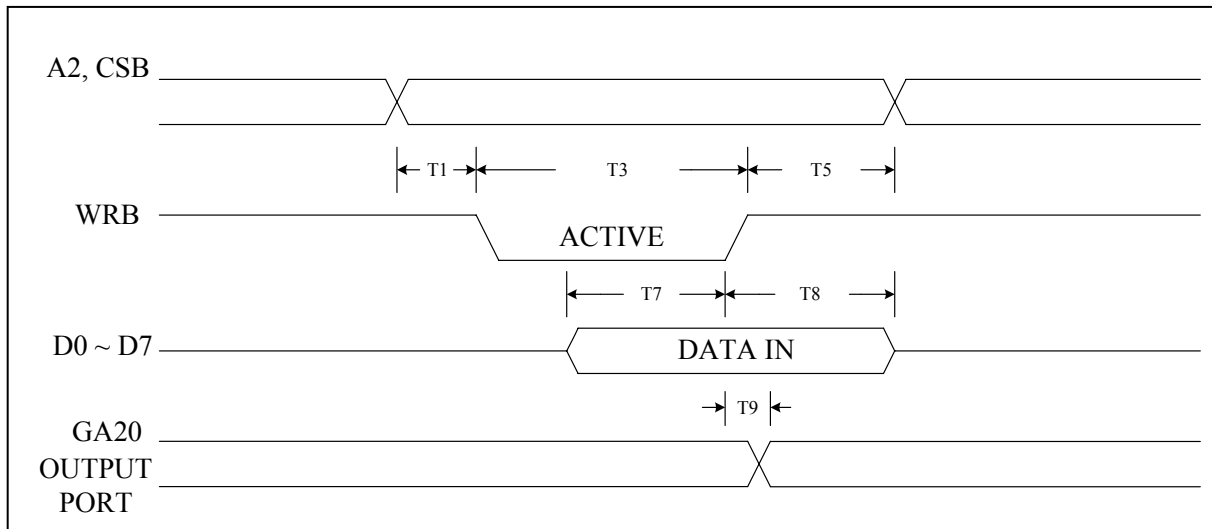 A2, CSB
T1
T3
T5
WRB
ACTIVE
T7
T8
D0 ~ D7
DATA IN
T9
GA20
OUTPUT
PORT